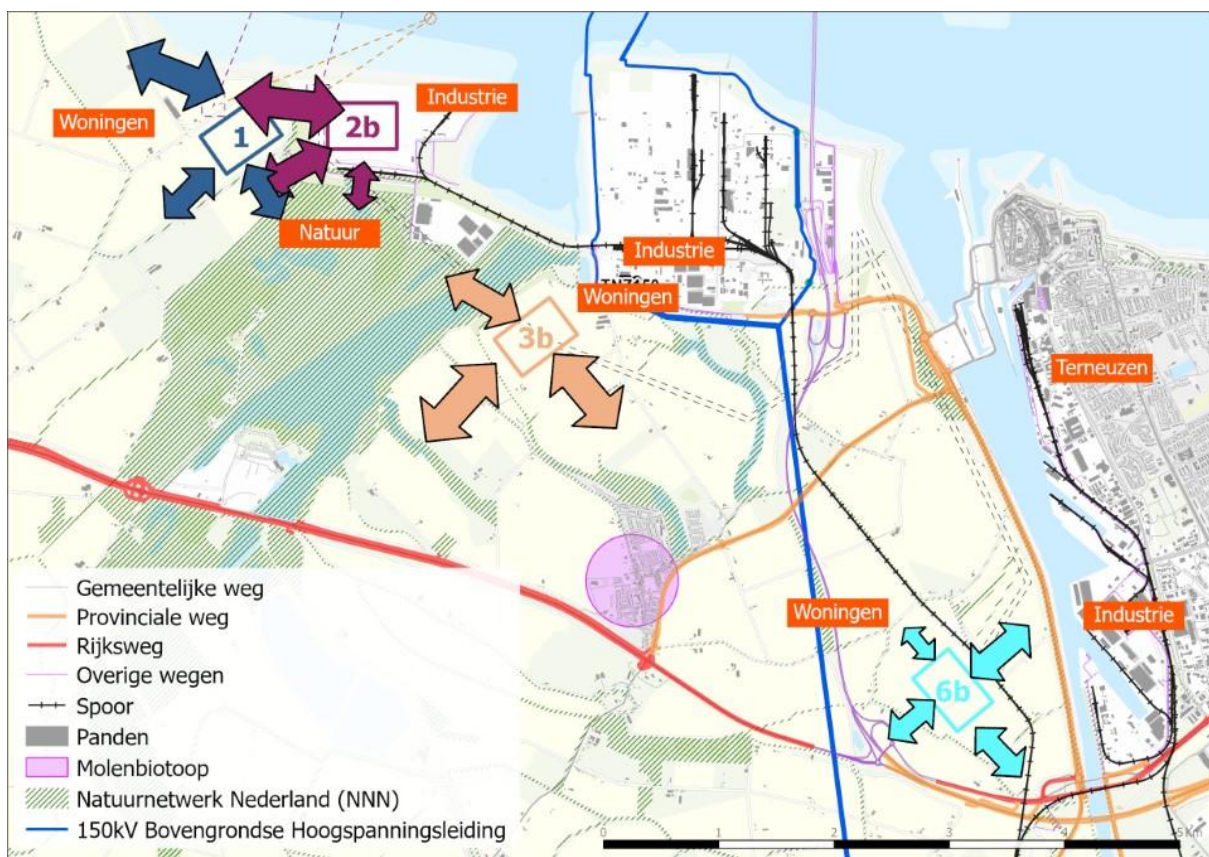 Industrie
Woningen
1
2b
Natuur
Industrie
Woningen
3b
Terneuzen
Woningen
Industrie
6b
Gemeentelijke weg
Provinciale weg
Rijksweg
Overige wegen
Spoor
Panden
Molenbiotoop
Natuurnetwerk Nederland (NNN)
150kV Bovengrondse Hoogspanningsleiding
0 1 2 3 4 5 Km